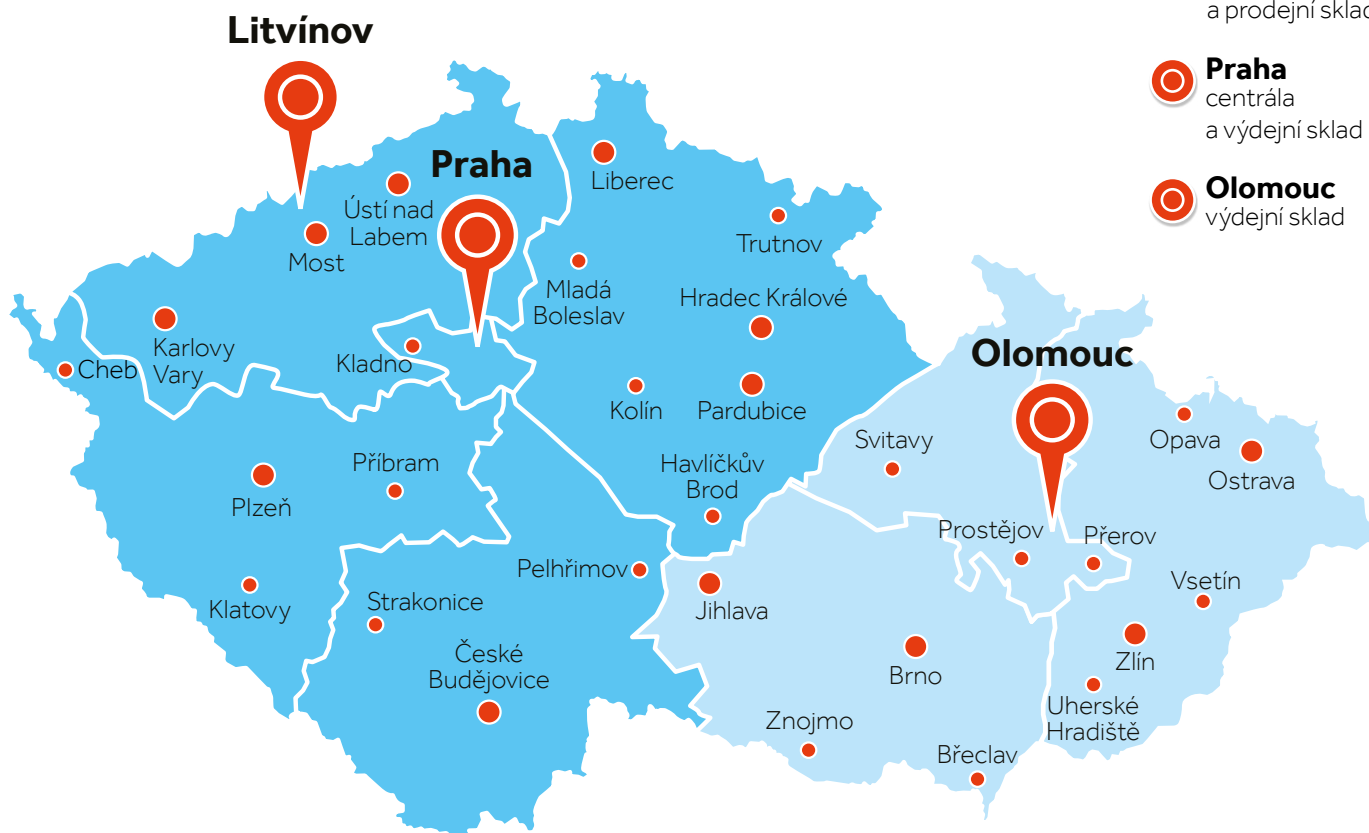 a prodejní sklad
Praha
centrála
a výdejní sklad
Olomouc
výdejní sklad
Litvínov
Praha
Liberec
Ústí nad
Labem
Most
Trutnov
Mladá
Boleslav
Hradec Králové
Karlovy
Vary
Cheb
Kladno
Olomouc
Kolín
Pardubice
Svitavy
Opava
Ostrava
Příbram
Plzeň
Havlíčkův
Brod
Prostějov
Přerov
Pelhřimov
Vsetín
Klatovy
Strakonice
Jihlava
České
Budějovice
Brno
Zlín
Uherské
Hradiště
Znojmo
Břeclav